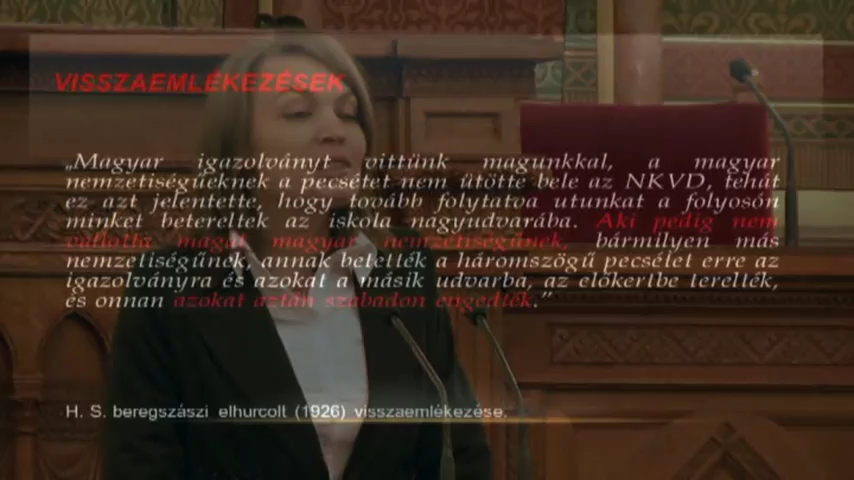 VISSZAEMLÉKEZÉSEK
„Magyar igazolványt vittünk magunkkal, a magyar
nemzetiségűeknek a pecsétet nem ütötte bele az NKVD, tehát
ez azt jelentette, hogy tovább folytatva utunkat a folyosón
minket betereltek az iskola nagyudvarába. Aki pedig nem
vallotta magát magyar nemzetiségűnek, bármilyen más
nemzetiségűnek, annak betették a háromszögű pecsétet erre az
igazolványra és azokat a másik udvarba, az előkertbe terelték,
és onnan azokat aztán szabadon engedték.”
H. S. beregszászi elhurcolt (1926) visszaemlékezése.